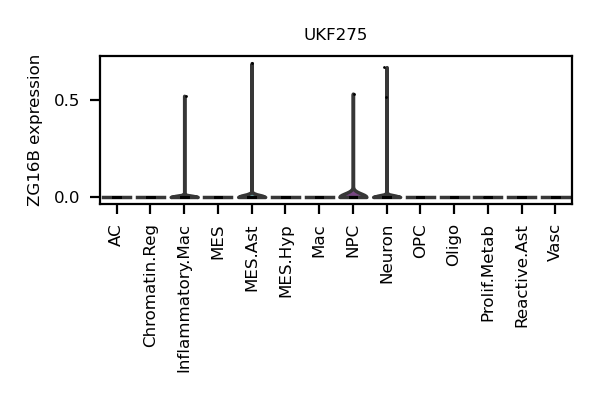 UKF275
ZG16B expression
0.5
0.0
AC
Chromatin.Reg
Inflammatory.Mac
MES
MES.Ast
MES.Hyp
Mac
NPC
Neuron
OPC
Oligo
Prolif.Metab
Reactive.Ast
Vasc